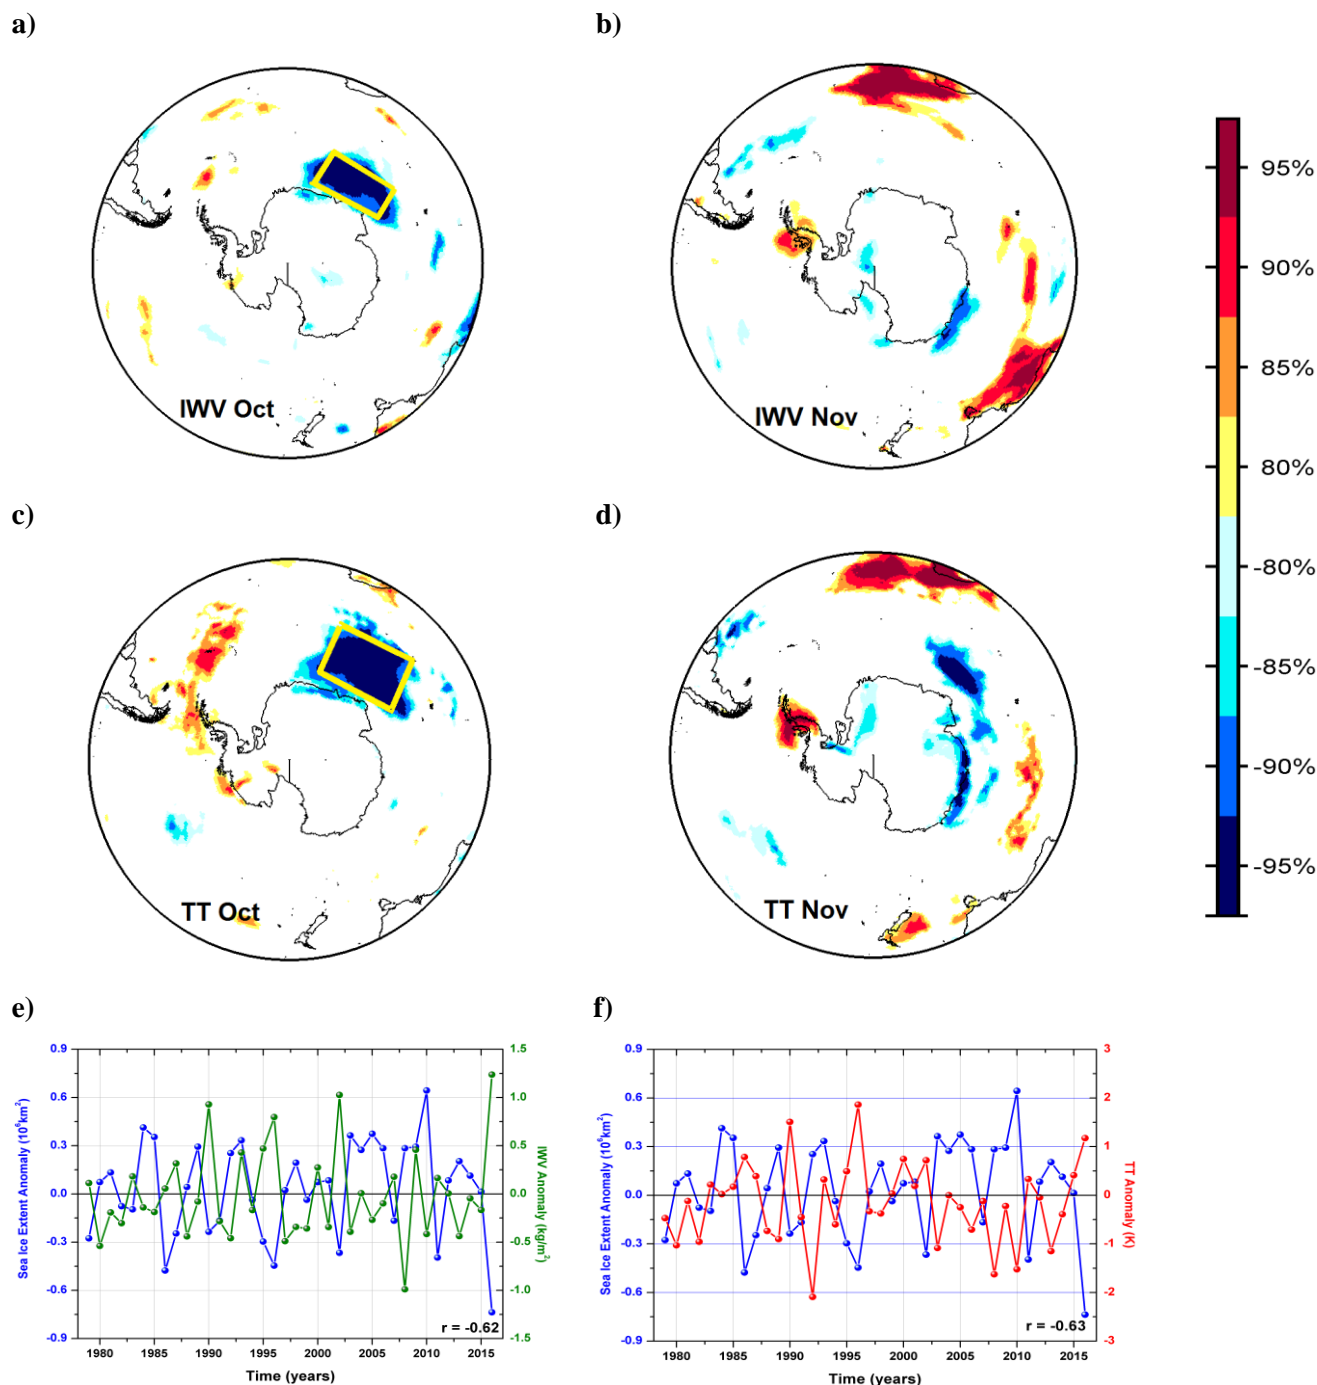 a)
b)
IWV Oct
IWV Nov
95%
90%
85%
80%
-80%
-85%
-90%
-95%
c)
d)
TT Oct
TT Nov
e)
f)
0.9
0.6
0.3
0.0
-0.3
-0.6
-0.9
Sea Ice Extent Anomaly (10⁶km²)
1.5
1.0
0.5
0.0
-0.5
-1.0
-1.5
IWV Anomaly (kg/m²)
r = -0.62
1980 1985 1990 1995 2000 2005 2010 2015
Time (years)
0.9
0.6
0.3
0.0
-0.3
-0.6
-0.9
Sea Ice Extent Anomaly (10⁶km²)
3
2
1
0
-1
-2
-3
TT Anomaly (K)
r = -0.63
1980 1985 1990 1995 2000 2005 2010 2015
Time (years)